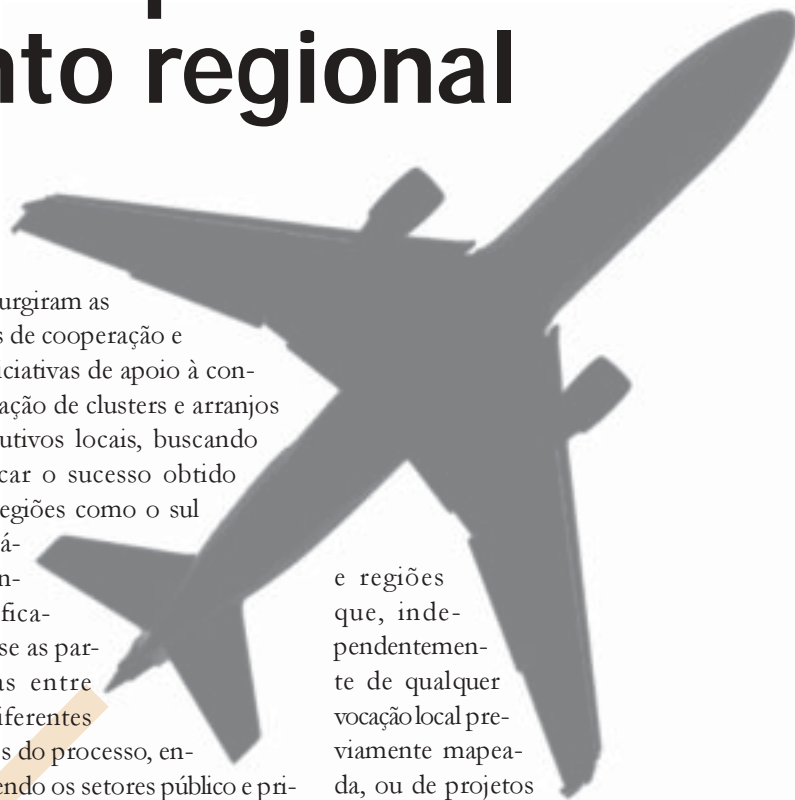 nto regional
urgiram as
s de cooperação e
iciativas de apoio à con-
ação de clusters e arranjos
utivos locais, buscando
car o sucesso obtido
egiões como o sul
á-
n-
fica-
se as par-
as entre
iferentes
s do processo, en-
endo os setores público e pri-
e regiões
que, inde-
pendentemen-
te de qualquer
vocação local pre-
viamente mapea-
da, ou de projetos